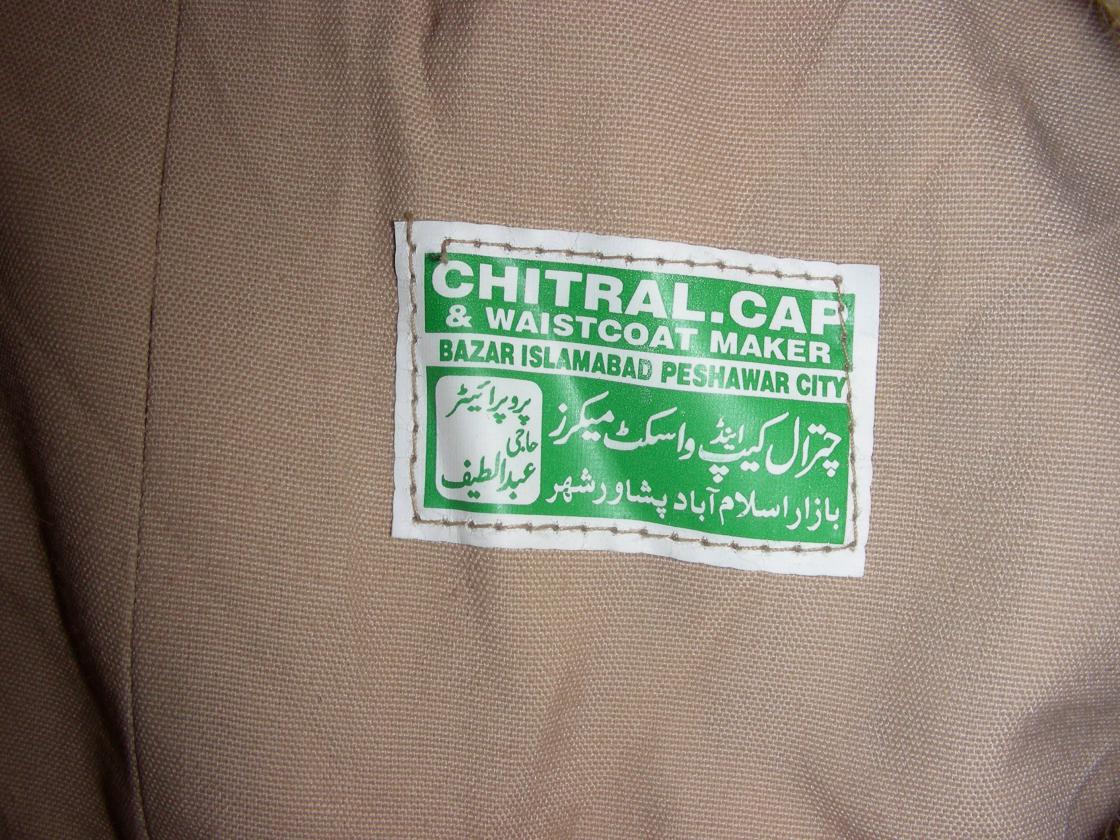 CHITRAL.CAP
& WAISTCOAT MAKER
BAZAR ISLAMABAD PESHAWAR CITY
چترال کیپ اینڈ واسکٹ میکرز
بازار اسلام آباد پشاور شہر
پروپرائیٹر
حاجی
عبدالطیف